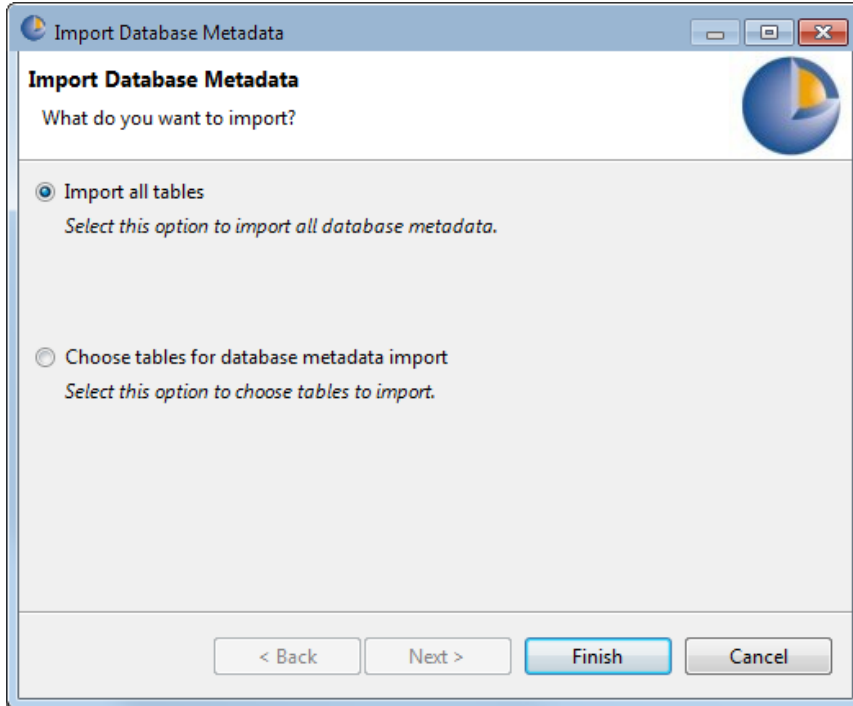 Import Database Metadata
Import Database Metadata
What do you want to import?
Import all tables
Select this option to import all database metadata.
Choose tables for database metadata import
Select this option to choose tables to import.
< Back Next > Finish Cancel